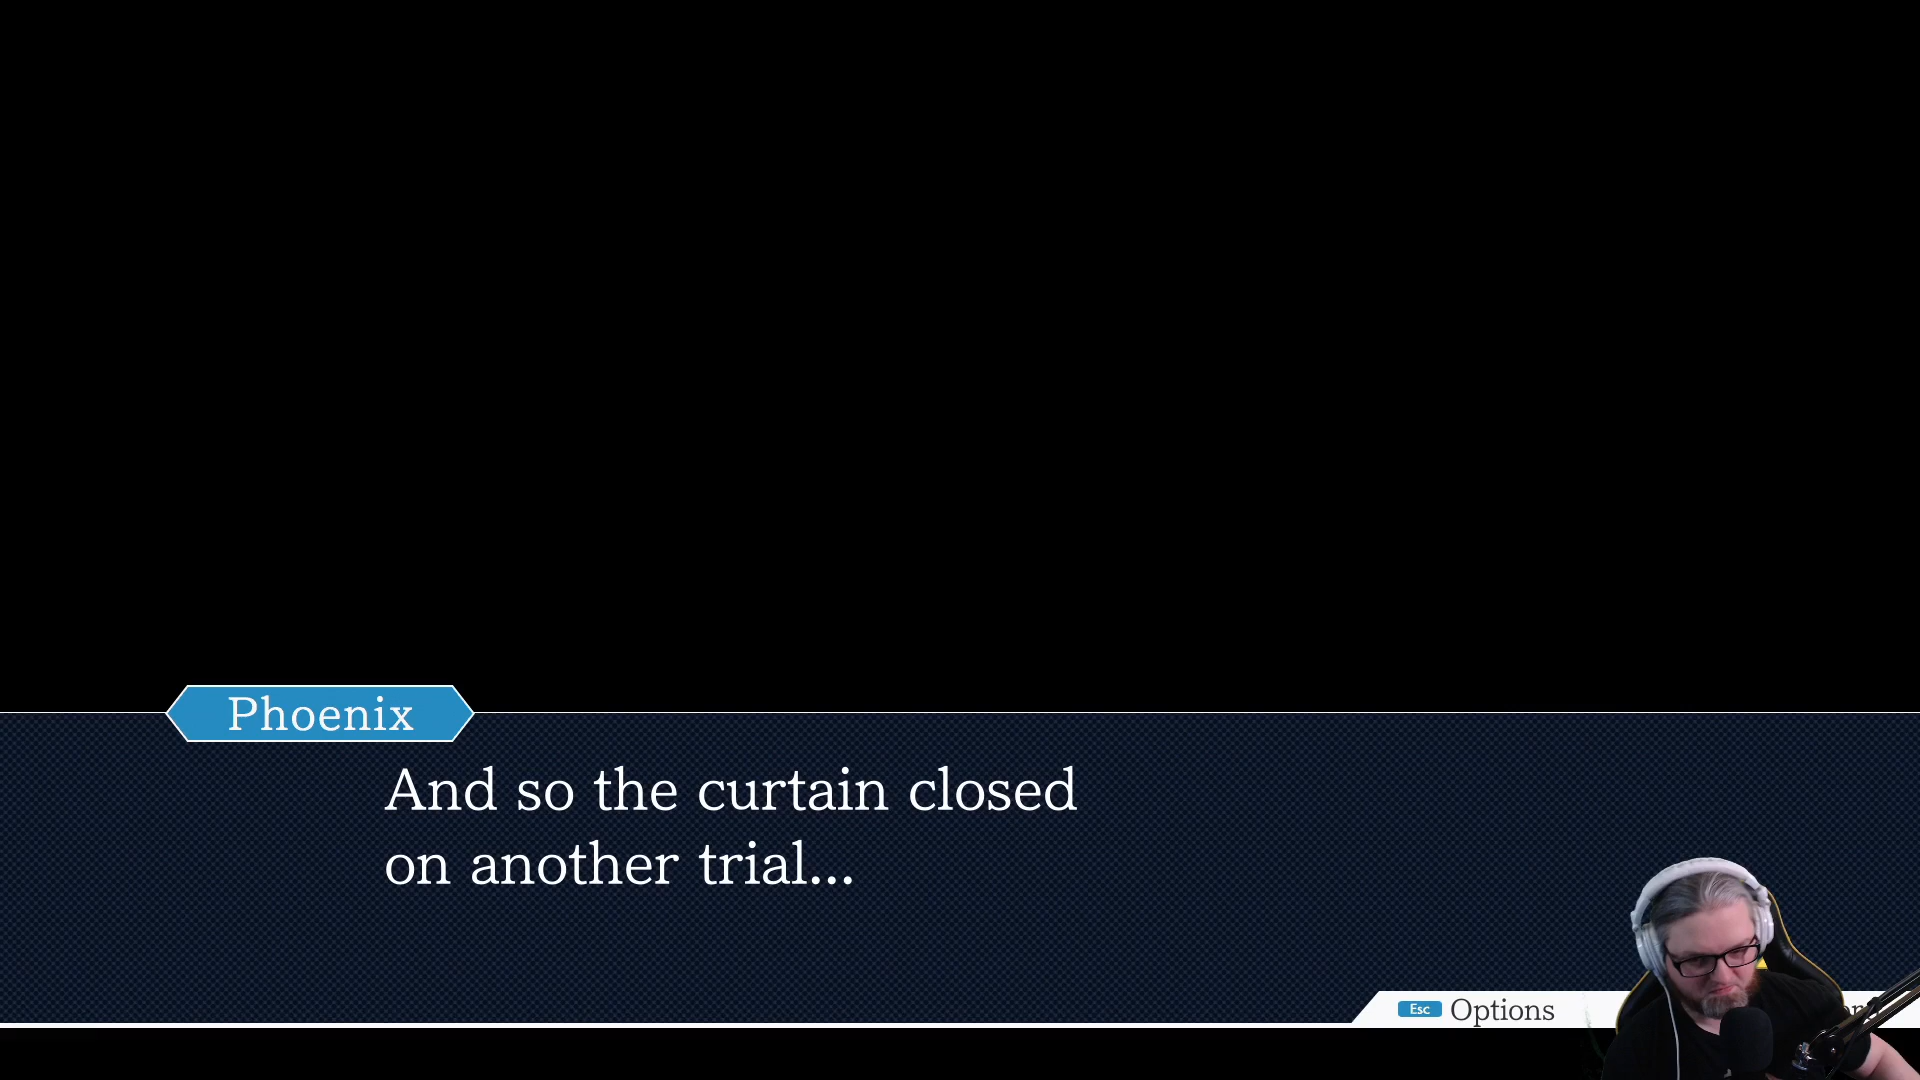 Phoenix
And so the curtain closed
on another trial...
Esc Options